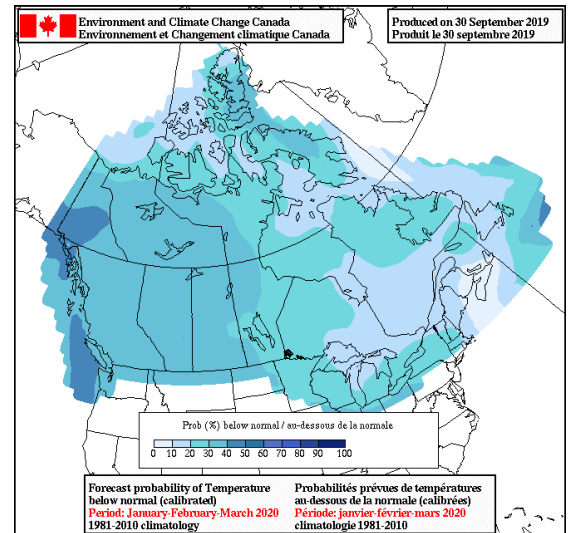 Environment and Climate Change Canada
Environnement et Changement climatique Canada
Produced on 30 September 2019
Produit le 30 septembre 2019
Prob (%) below normal / au-dessous de la normale
0 10 20 30 40 50 60 70 80 90 100
Forecast probability of Temperature
below normal (calibrated)
Period: January-February-March 2020
1981-2010 climatology
Probabilités prévues de températures
au-dessous de la normale (calibrées)
Période: janvier-février-mars 2020
climatologie 1981-2010